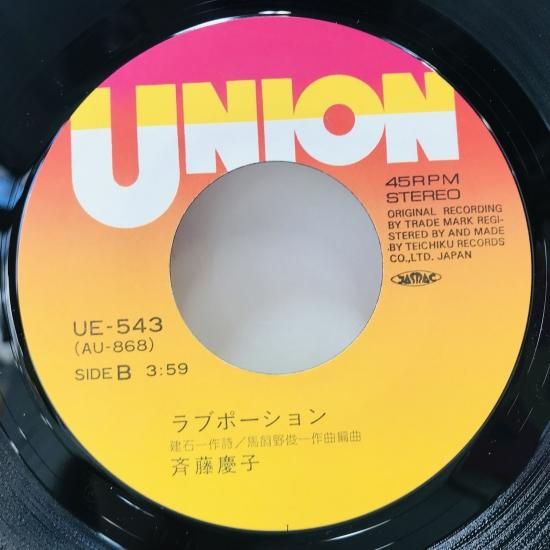 UNION
45RPM
STEREO
ORIGINAL RECORDING
BY TRADE MARK REGI-
STERED BY AND MADE
BY TEICHIKU RECORDS
CO.,LTD. JAPAN
JASRAC
UE-543
(AU-868)
SIDE B 3:59
ラブポーション
建石一作詩/馬飼野俊一作曲編曲
斉藤慶子
1